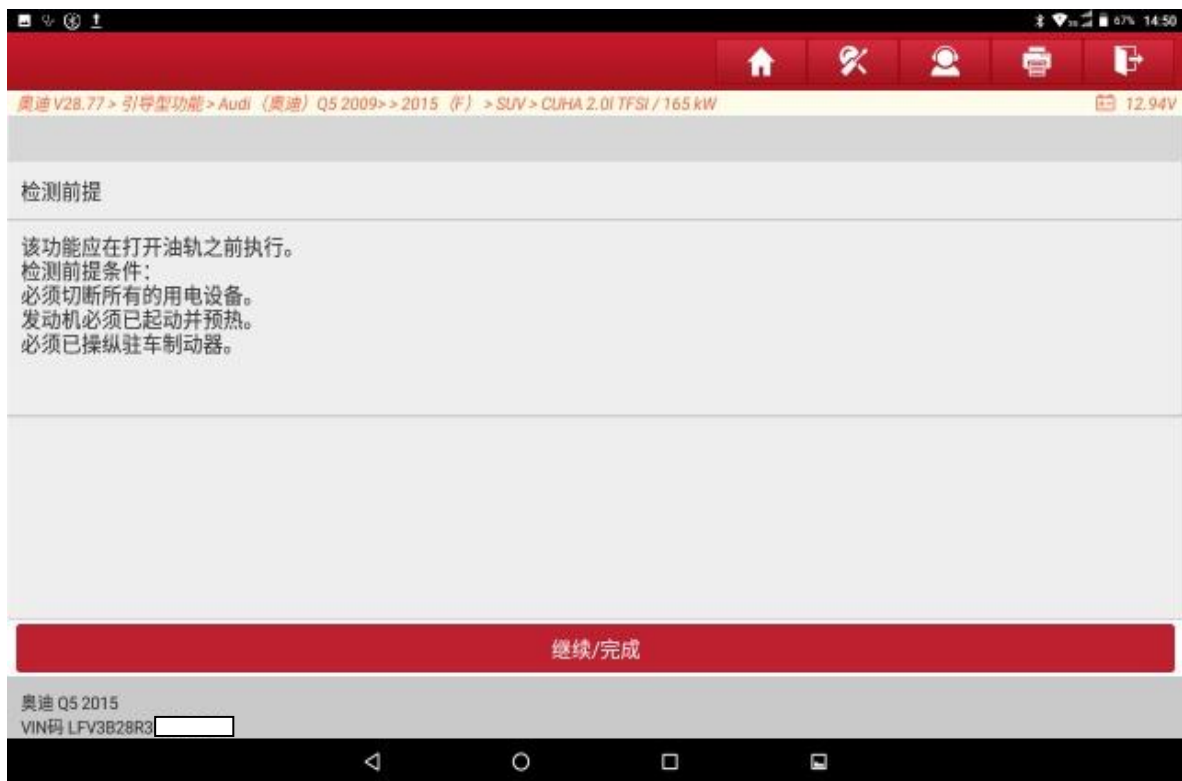 67% 14:50
奥迪 V28.77 > 引导型功能 > Audi（奥迪）Q5 2009> > 2015（F） > SUV > CUHA 2.0l TFSI / 165 kW
12.94V
检测前提
该功能应在打开油轨之前执行。
检测前提条件：
必须切断所有的用电设备。
发动机必须已起动并预热。
必须已操纵驻车制动器。
继续/完成
奥迪 Q5 2015
VIN码 LFV3B28R3